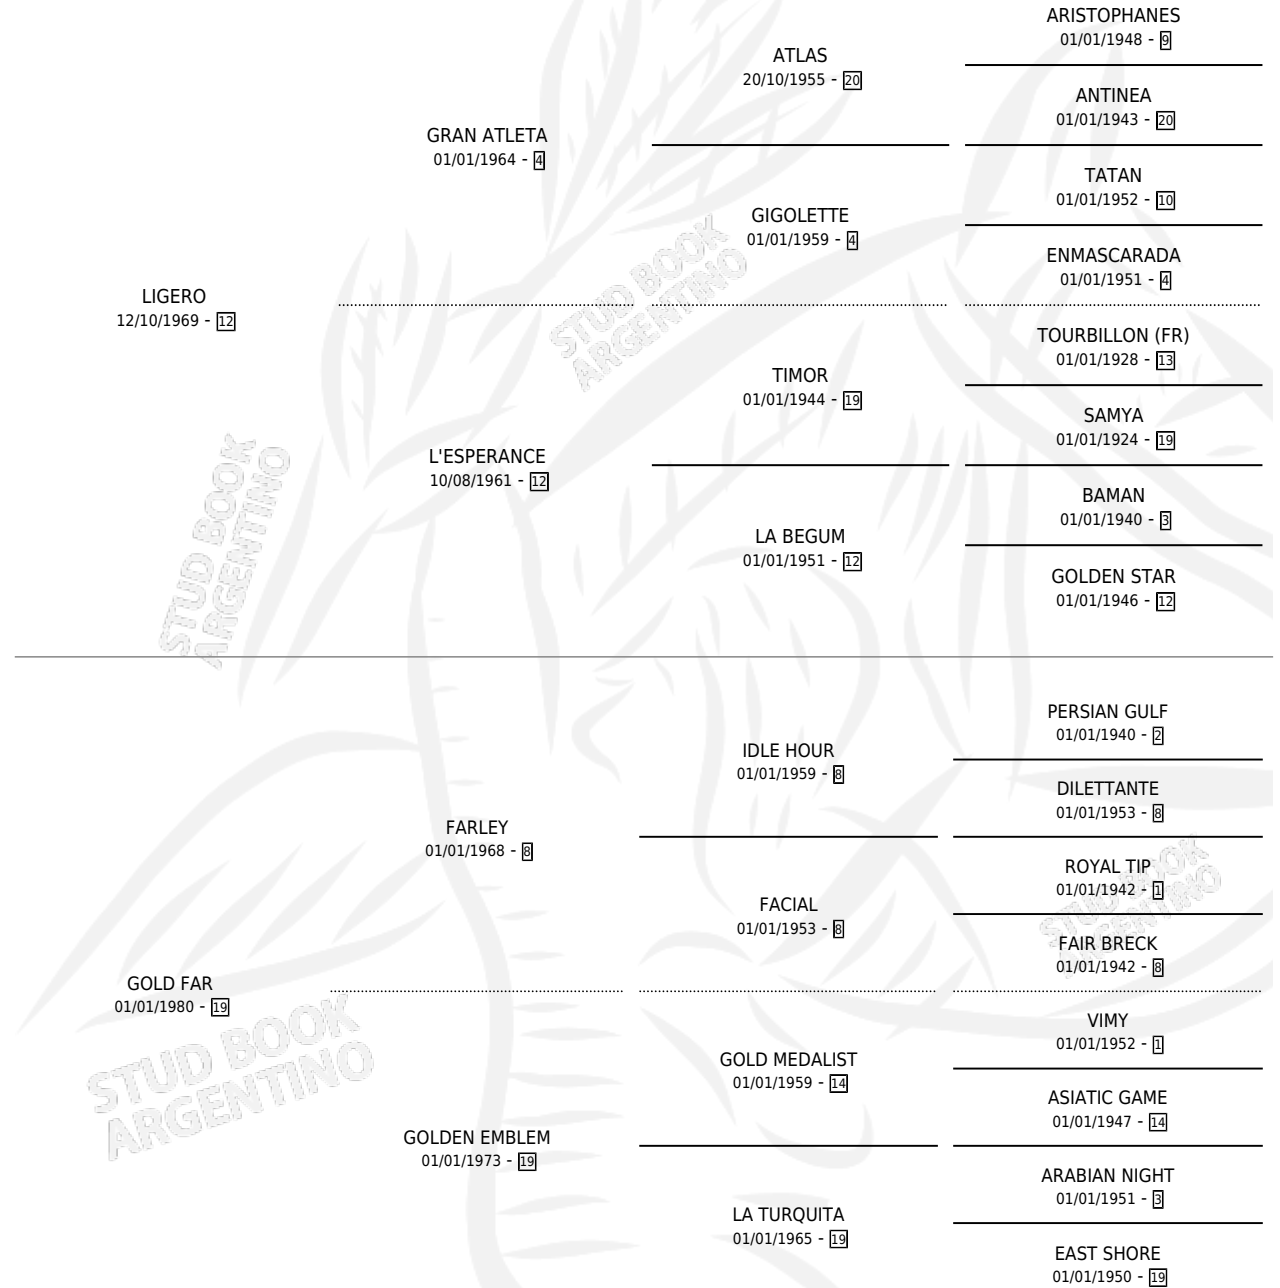 ARISTOPHANES
01/01/1948 - 9
ATLAS
20/10/1955 - 20
ANTINEA
01/01/1943 - 20
GRAN ATLETA
01/01/1964 - 4
TATAN
01/01/1952 - 10
GIGOLETTE
01/01/1959 - 4
ENMASCARADA
01/01/1951 - 4
LIGERO
12/10/1969 - 12
STUD BOOK
ARGENTINO
TOURBILLON (FR)
01/01/1928 - 13
TIMOR
01/01/1944 - 19
SAMYA
01/01/1924 - 19
L'ESPERANCE
10/08/1961 - 12
BAMAN
01/01/1940 - 3
LA BEGUM
01/01/1951 - 12
GOLDEN STAR
01/01/1946 - 12
STUD BOOK
ARGENTINO
PERSIAN GULF
01/01/1940 - 2
IDLE HOUR
01/01/1959 - 8
DILETTANTE
01/01/1953 - 8
FARLEY
01/01/1968 - 8
ROYAL TIP
01/01/1942 - 1
FACIAL
01/01/1953 - 8
FAIR BRECK
01/01/1942 - 8
STUD BOOK
ARGENTINO
GOLD FAR
01/01/1980 - 19
VIMY
01/01/1952 - 1
GOLD MEDALIST
01/01/1959 - 14
ASIATIC GAME
01/01/1947 - 14
STUD BOOK
ARGENTINO
GOLDEN EMBLEM
01/01/1973 - 19
ARABIAN NIGHT
01/01/1951 - 3
LA TURQUITA
01/01/1965 - 19
EAST SHORE
01/01/1950 - 19